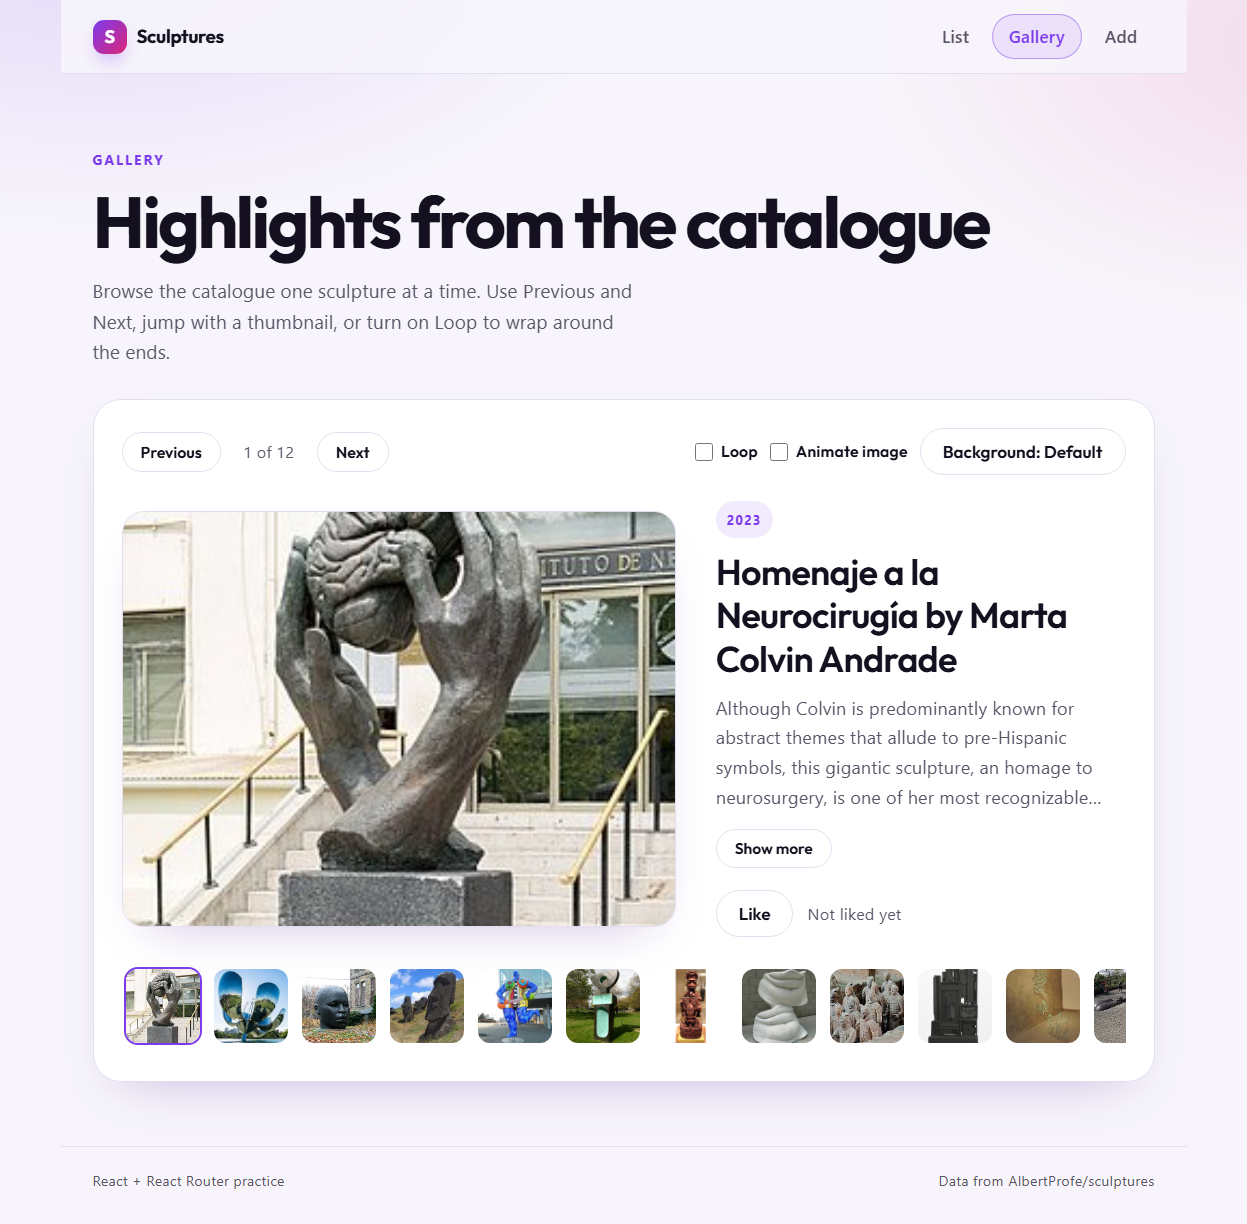 S Sculptures
List
Gallery
Add
GALLERY
Highlights from the catalogue
Browse the catalogue one sculpture at a time. Use Previous and
Next, jump with a thumbnail, or turn on Loop to wrap around
the ends.
Previous
1 of 12
Next
Loop
Animate image
Background: Default
ITUTO DE NE
2023
Homenaje a la
Neurocirugía by Marta
Colvin Andrade
Although Colvin is predominantly known for
abstract themes that allude to pre-Hispanic
symbols, this gigantic sculpture, an homage to
neurosurgery, is one of her most recognizable...
Show more
Like
Not liked yet
React + React Router practice
Data from AlbertProfe/sculptures